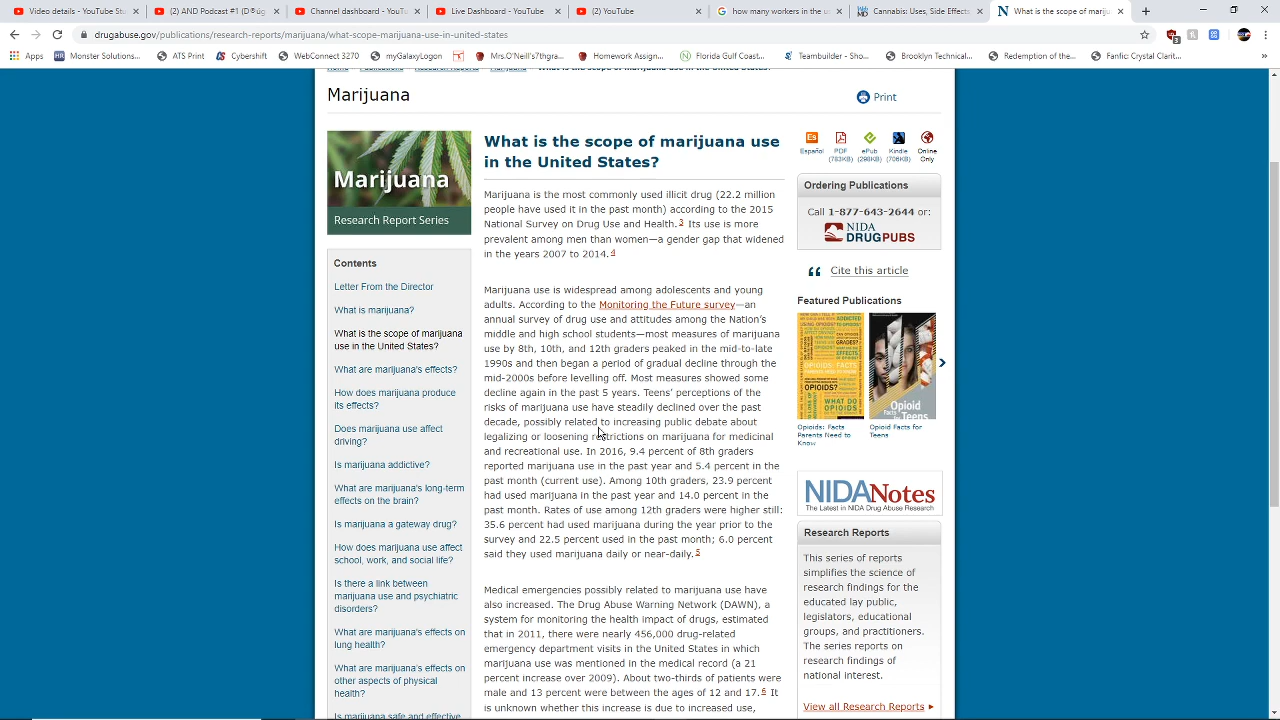 Video details - YouTube Stu
(2) AND Podcast #1 (D
Channel dashboard - YouTu
Live Dashboard - YouTube
(2) YouTube
how many workers in the us
Cannabis: Uses, Side Effects
What is the scope of mariju
drugabuse.gov/publications/research-reports/marijuana/what-scope-marijuana-use-in-united-states
Apps
Monster Solutions...
ATS Print
Cybershift
WebConnect 3270
myGalaxyLogon
Mrs.O'Neill's7thgra...
Homework Assign...
Florida Gulf Coast...
Teambuilder - Sho...
Brooklyn Technical...
Redemption of the...
Fanfic: Crystal Clarit...
Marijuana
Print
Marijuana
Research Report Series
Contents
Letter From the Director
What is marijuana?
What is the scope of marijuana
use in the United States?
What are marijuana's effects?
How does marijuana produce
its effects?
Does marijuana use affect
driving?
Is marijuana addictive?
What are marijuana's long-term
effects on the brain?
Is marijuana a gateway drug?
How does marijuana use affect
school, work, and social life?
Is there a link between
marijuana use and psychiatric
disorders?
What are marijuana's effects on
lung health?
What are marijuana's effects on
other aspects of physical
health?
Is marijuana safe and effective
What is the scope of marijuana use
in the United States?
Marijuana is the most commonly used illicit drug (22.2 million
people have used it in the past month) according to the 2015
National Survey on Drug Use and Health.3 Its use is more
prevalent among men than women—a gender gap that widened
in the years 2007 to 2014.4
Marijuana use is widespread among adolescents and young
adults. According to the Monitoring the Future survey—an
annual survey of drug use and attitudes among the Nation's
middle and high school students—most measures of marijuana
use by 8th, 10th, and 12th graders peaked in the mid-to-late
1990s and then began a period of gradual decline through the
mid-2000s before levelling off. Most measures showed some
decline again in the past 5 years. Teens' perceptions of the
risks of marijuana use have steadily declined over the past
decade, possibly related to increasing public debate about
legalizing or loosening restrictions on marijuana for medicinal
and recreational use. In 2016, 9.4 percent of 8th graders
reported marijuana use in the past year and 5.4 percent in the
past month (current use). Among 10th graders, 23.9 percent
had used marijuana in the past year and 14.0 percent in the
past month. Rates of use among 12th graders were higher still:
35.6 percent had used marijuana during the year prior to the
survey and 22.5 percent used in the past month; 6.0 percent
said they used marijuana daily or near-daily.5
Medical emergencies possibly related to marijuana use have
also increased. The Drug Abuse Warning Network (DAWN), a
system for monitoring the health impact of drugs, estimated
that in 2011, there were nearly 456,000 drug-related
emergency department visits in the United States in which
marijuana use was mentioned in the medical record (a 21
percent increase over 2009). About two-thirds of patients were
male and 13 percent were between the ages of 12 and 17.6 It
is unknown whether this increase is due to increased use,
Español
PDF
(783KB)
ePub
(298KB)
Kindle
(706KB)
Online
Only
Ordering Publications
Call 1-877-643-2644 or:
NIDA
DRUGPUBS
Cite this article
Featured Publications
Opioids: Facts
Parents Need to
Know
Opioid Facts for
Teens
NIDANotes
The Latest in NIDA Drug Abuse Research
Research Reports
This series of reports
simplifies the science of
research findings for the
educated lay public,
legislators, educational
groups, and practitioners.
The series reports on
research findings of
national interest.
View all Research Reports